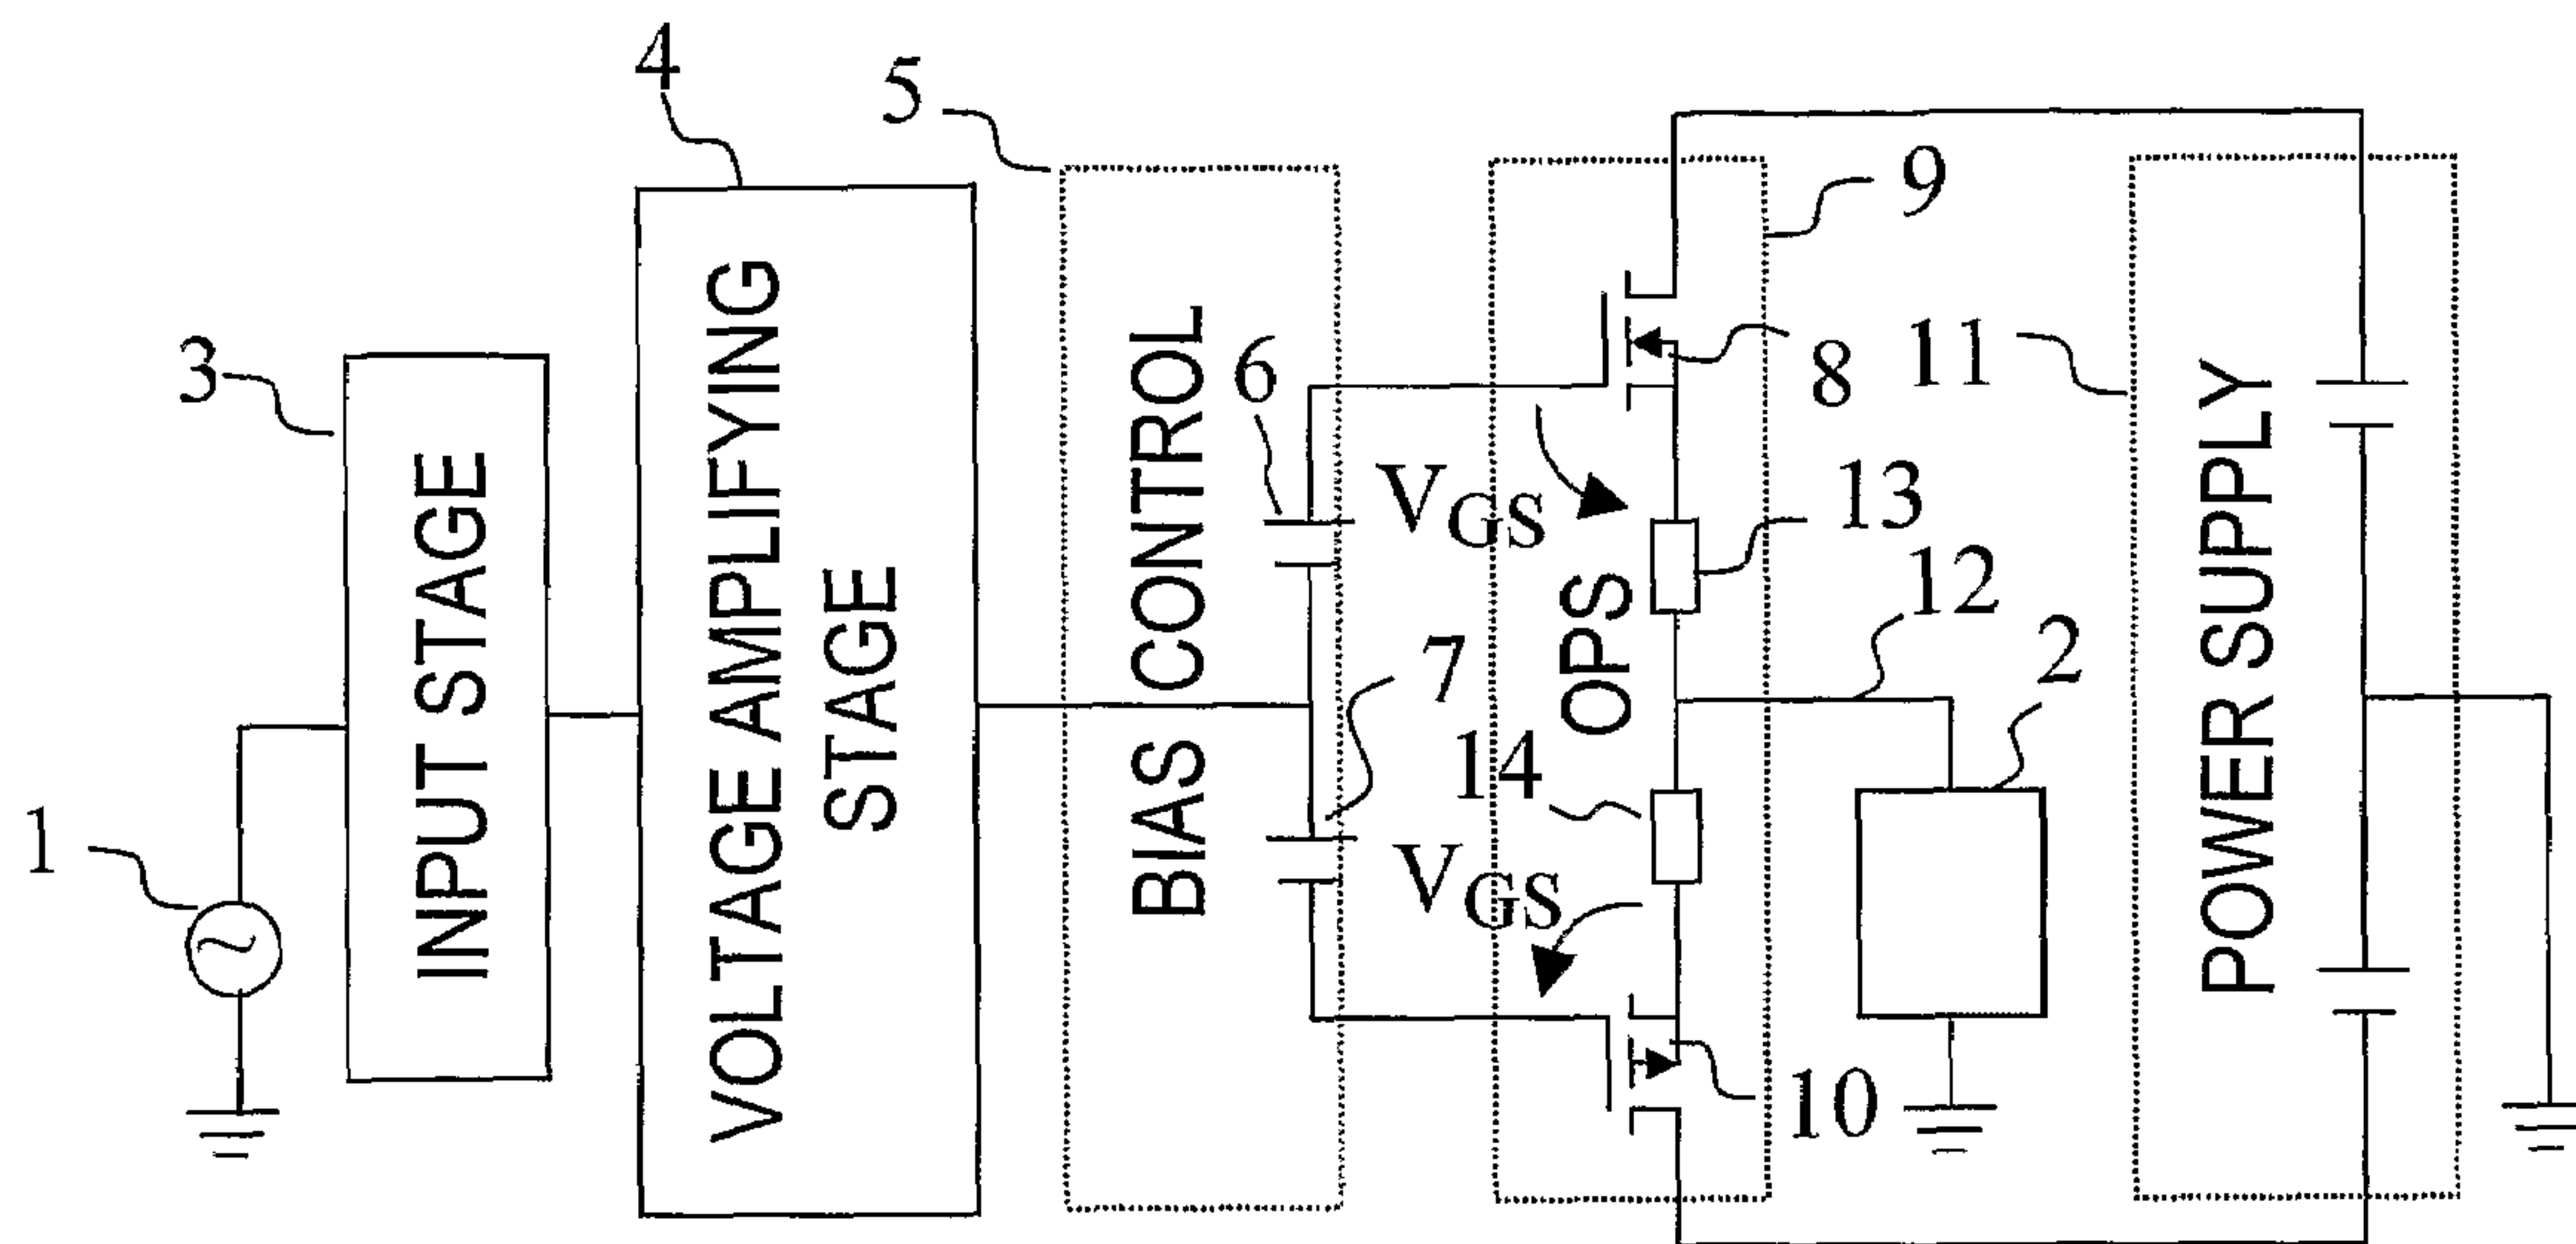 1
3
INPUT STAGE
4
VOLTAGE AMPLIFYING
STAGE
5
BIAS CONTROL
6
7
VGS
VGS
OPS
8
9
10
13
14
12
2
11
POWER SUPPLY